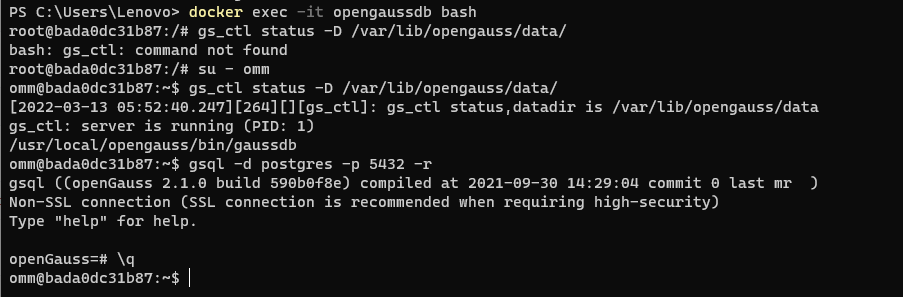 PS C:\Users\Lenovo> docker exec -it opengaussdb bash
root@bada0dc31b87:/# gs_ctl status -D /var/lib/opengauss/data/
bash: gs_ctl: command not found
root@bada0dc31b87:/# su - omm
omm@bada0dc31b87:~$ gs_ctl status -D /var/lib/opengauss/data/
[2022-03-13 05:52:40.247][264][][gs_ctl]: gs_ctl status,datadir is /var/lib/opengauss/data
gs_ctl: server is running (PID: 1)
/usr/local/opengauss/bin/gaussdb
omm@bada0dc31b87:~$ gsql -d postgres -p 5432 -r
gsql ((openGauss 2.1.0 build 590b0f8e) compiled at 2021-09-30 14:29:04 commit 0 last mr  )
Non-SSL connection (SSL connection is recommended when requiring high-security)
Type "help" for help.

openGauss=# \q
omm@bada0dc31b87:~$